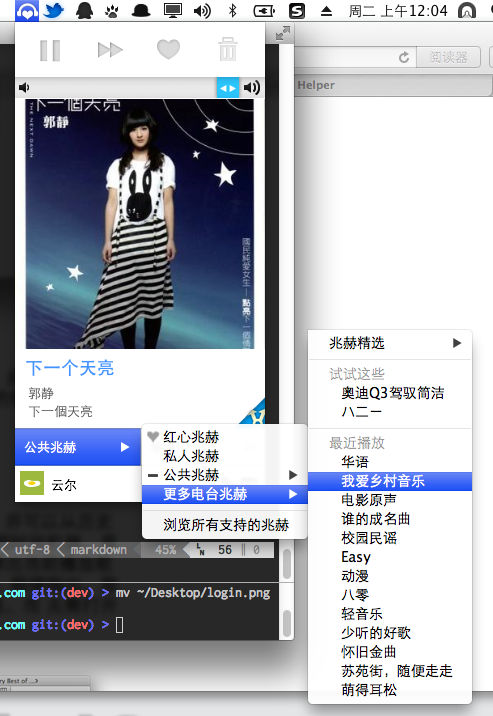 周二 上午12:04
阅读器
Helper
下一個天亮
THE NEXT DAWN
郭静
國民純愛女生
點亮
下一個天亮
郭静
下一個天亮
公共兆赫
云尔
红心兆赫
私人兆赫
公共兆赫
更多电台兆赫
浏览所有支持的兆赫
兆赫精选
试试这些
奥迪Q3驾驭简洁
八二一
最近播放
华语
我爱乡村音乐
电影原声
谁的成名曲
校园民谣
Easy
动漫
八零
轻音乐
少听的好歌
怀旧金曲
苏苑街，随便走走
萌得耳松
utf-8 markdown 45% LN 56 0
.com git:(dev) > mv ~/Desktop/login.png
.com git:(dev) >
ry Best of ...>